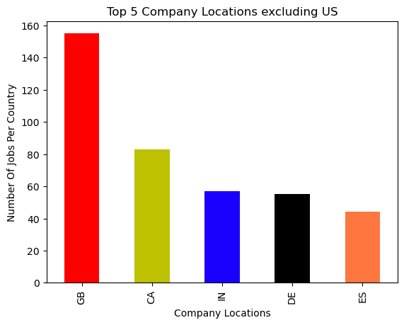 Top 5 Company Locations excluding US
Number Of Jobs Per Country
160
140
120
100
80
60
40
20
0
GB
CA
IN
DE
ES
Company Locations